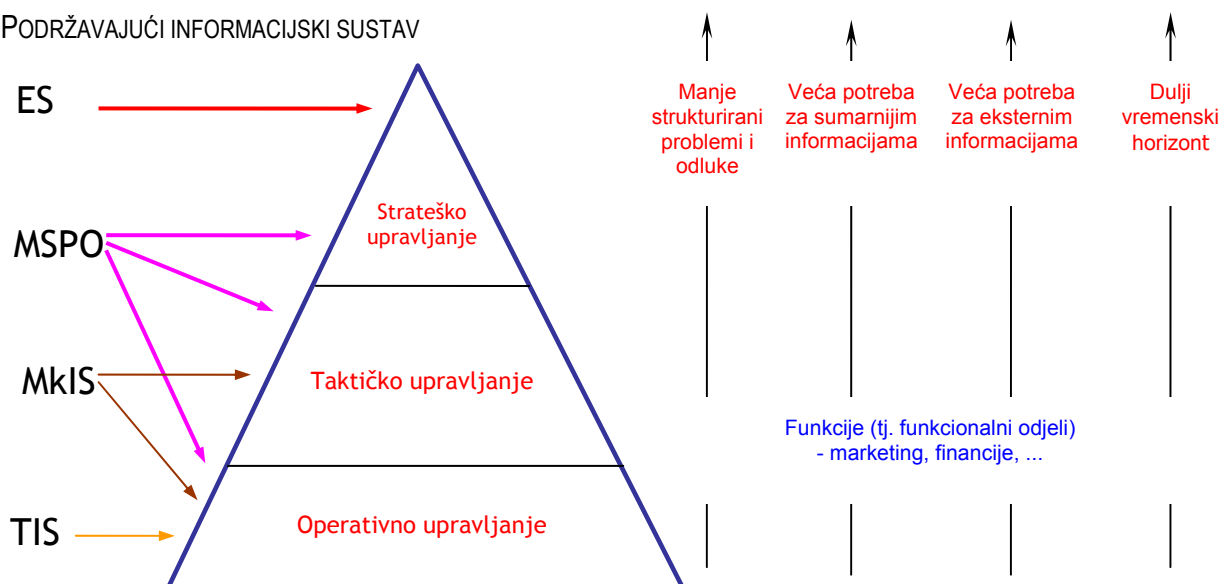 PODRŽAVAJUĆI INFORMACIJSKI SUSTAV
ES
MSPO
MkIS
TIS
Strateško
upravljanje
Taktičko upravljanje
Operativno upravljanje
Manje
strukturirani
problemi i
odluke
Veća potreba
za sumarnijim
informacijama
Veća potreba
za eksternim
informacijama
Dulji
vremenski
horizont
Funkcije (tj. funkcionalni odjeli)
- marketing, financije, ...